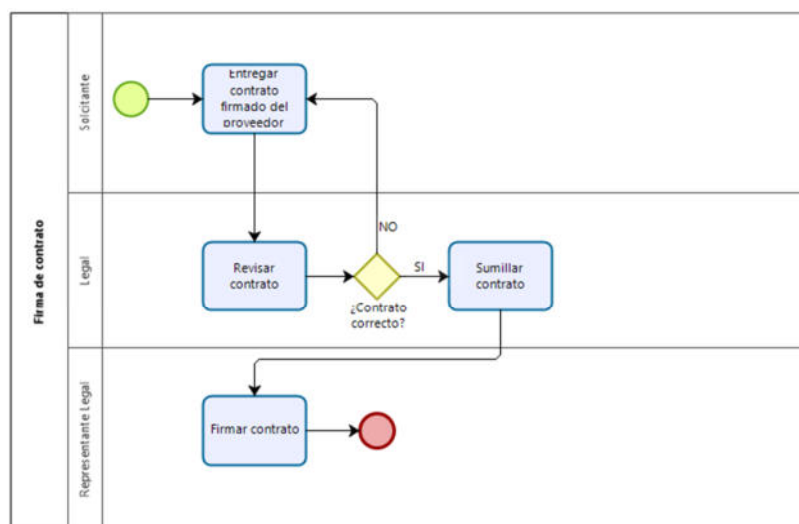 Firma de contrato
Solcitante
Entregar
contrato
firmado del
proveedor
Legal
Revisar
contrato
NO
¿Contrato
correcto?
SI
Sumillar
contrato
Representante Legal
Firmar contrato